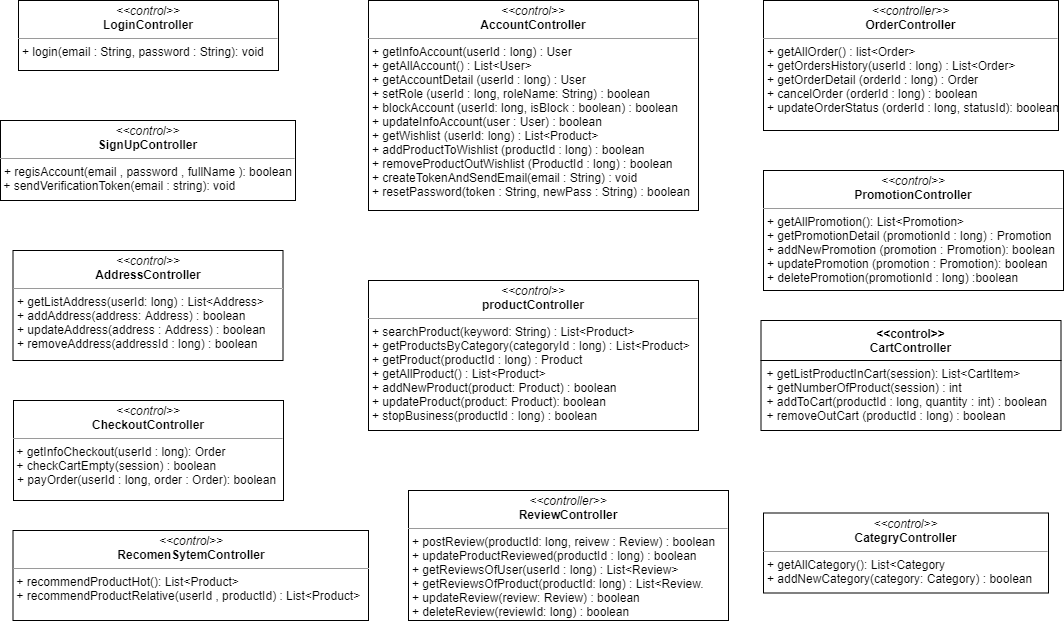 <<control>>
LoginController
+ login(email : String, password : String): void
<<control>>
SignUpController
+ regisAccount(email , password , fullName ): boolean
+ sendVerificationToken(email : string): void
<<control>>
AddressController
+ getListAddress(userId: long) : List<Address>
+ addAddress(address: Address) : boolean
+ updateAddress(address : Address) : boolean
+ removeAddress(addressId : long) : boolean
<<control>>
CheckoutController
+ getInfoCheckout(userId : long): Order
+ checkCartEmpty(session) : boolean
+ payOrder(userId : long, order : Order): boolean
<<control>>
RecomenSytemController
+ recommendProductHot(): List<Product>
+ recommendProductRelative(userId , productId) : List<Product>
<<control>>
AccountController
+ getInfoAccount(userId : long) : User
+ getAllAccount() : List<User>
+ getAccountDetail (userId : long) : User
+ setRole (userId : long, roleName: String) : boolean
+ blockAccount (userId: long, isBlock : boolean) : boolean
+ updateInfoAccount(user : User) : boolean
+ getWishlist (userId: long) : List<Product>
+ addProductToWishlist (productId : long) : boolean
+ removeProductOutWishlist (ProductId : long) : boolean
+ createTokenAndSendEmail(email : String) : void
+ resetPassword(token : String, newPass : String) : boolean
<<control>>
productController
+ searchProduct(keyword: String) : List<Product>
+ getProductsByCategory(categoryId : long) : List<Product>
+ getProduct(productId : long) : Product
+ getAllProduct() : List<Product>
+ addNewProduct(product: Product) : boolean
+ updateProduct(product: Product): boolean
+ stopBusiness(productId : long) : boolean
<<controller>>
ReviewController
+ postReview(productId: long, reivew : Review) : boolean
+ updateProductReviewed(productId : long) : boolean
+ getReviewsOfUser(userId : long) : List<Review>
+ getReviewsOfProduct(productId: long) : List<Review.
+ updateReview(review: Review) : boolean
+ deleteReview(reviewId: long) : boolean
<<controller>>
OrderController
+ getAllOrder() : list<Order>
+ getOrdersHistory(userId : long) : List<Order>
+ getOrderDetail (orderId : long) : Order
+ cancelOrder (orderId : long) : boolean
+ updateOrderStatus (orderId : long, statusId): boolean
<<control>>
PromotionController
+ getAllPromotion(): List<Promotion>
+ getPromotionDetail (promotionId : long) : Promotion
+ addNewPromotion (promotion : Promotion): boolean
+ updatePromotion (promotion : Promotion): boolean
+ deletePromotion(promotionId : long) :boolean
<<control>>
CartController
+ getListProductInCart(session): List<CartItem>
+ getNumberOfProduct(session) : int
+ addToCart(productId : long, quantity : int) : boolean
+ removeOutCart (productId : long) : boolean
<<control>>
CategryController
+ getAllCategory() : List<Category
+ addNewCategory(category: Category) : boolean